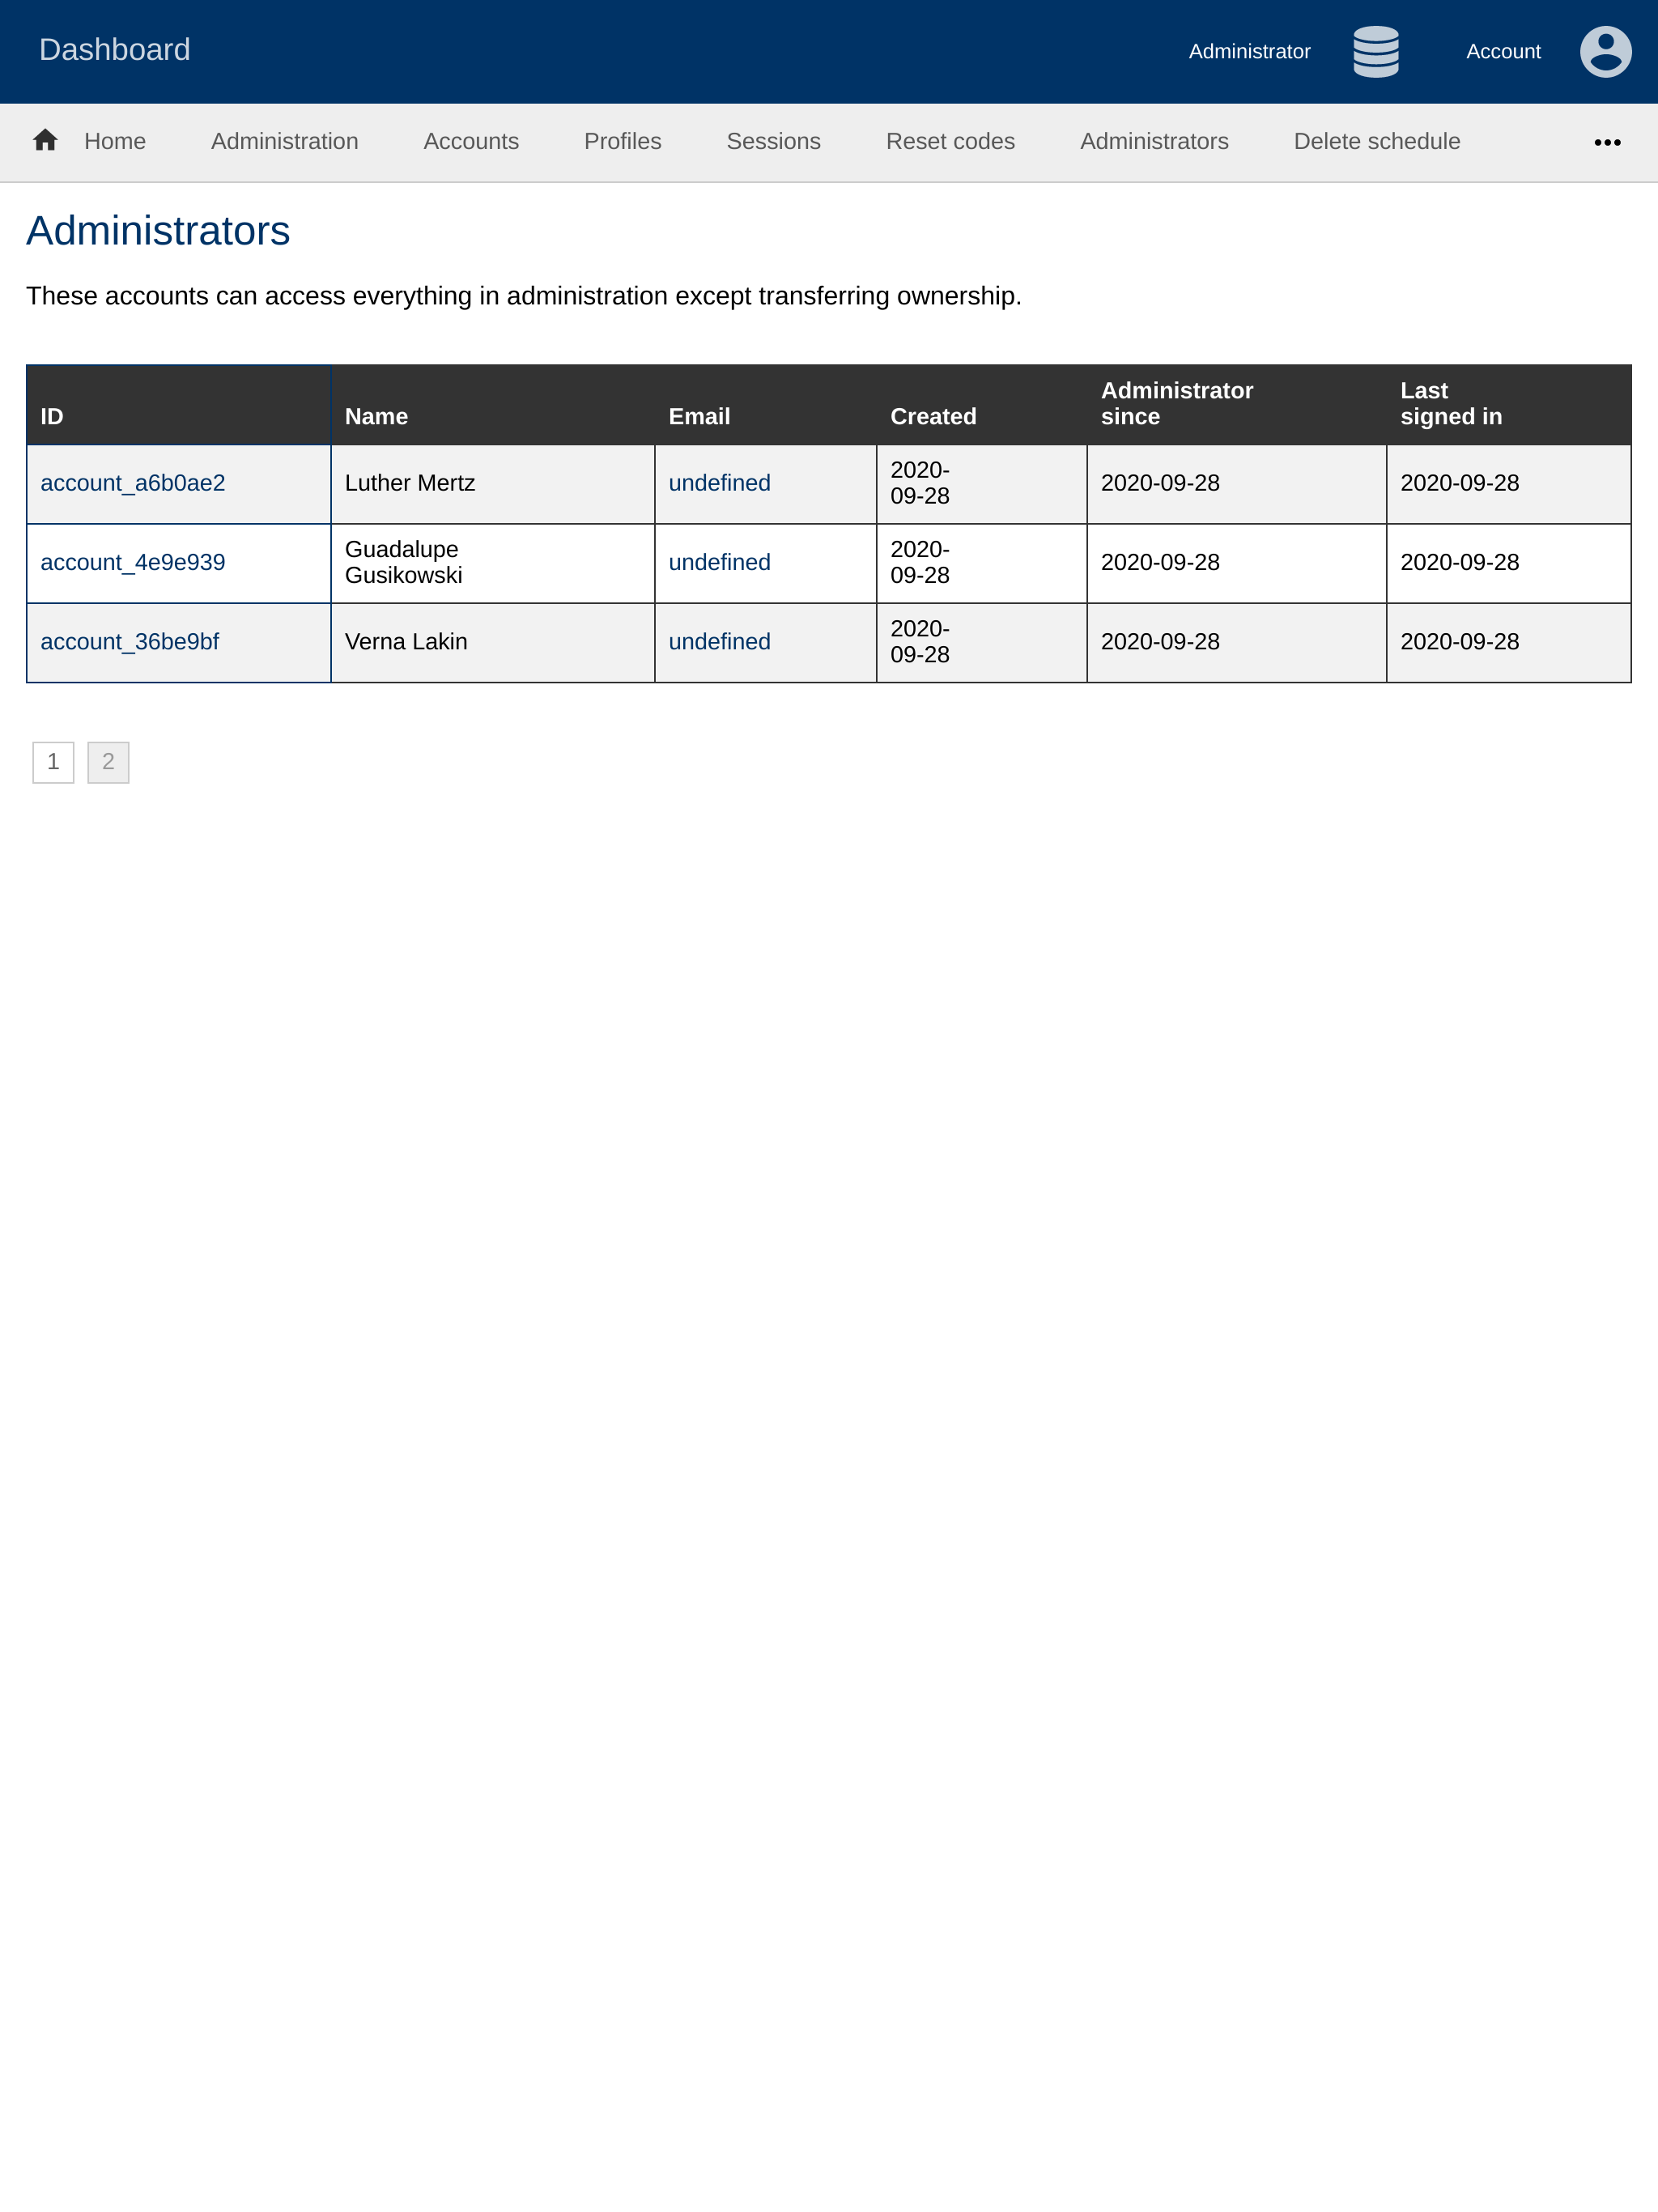 Dashboard
Administrator
Account
Home
Administration
Accounts
Profiles
Sessions
Reset codes
Administrators
Delete schedule
Administrators
These accounts can access everything in administration except transferring ownership.
ID
Name
Email
Created
Administrator
since
Last
signed in
account_a6b0ae2
Luther Mertz
undefined
2020-
09-28
2020-09-28
2020-09-28
account_4e9e939
Guadalupe
Gusikowski
undefined
2020-
09-28
2020-09-28
2020-09-28
account_36be9bf
Verna Lakin
undefined
2020-
09-28
2020-09-28
2020-09-28
1
2